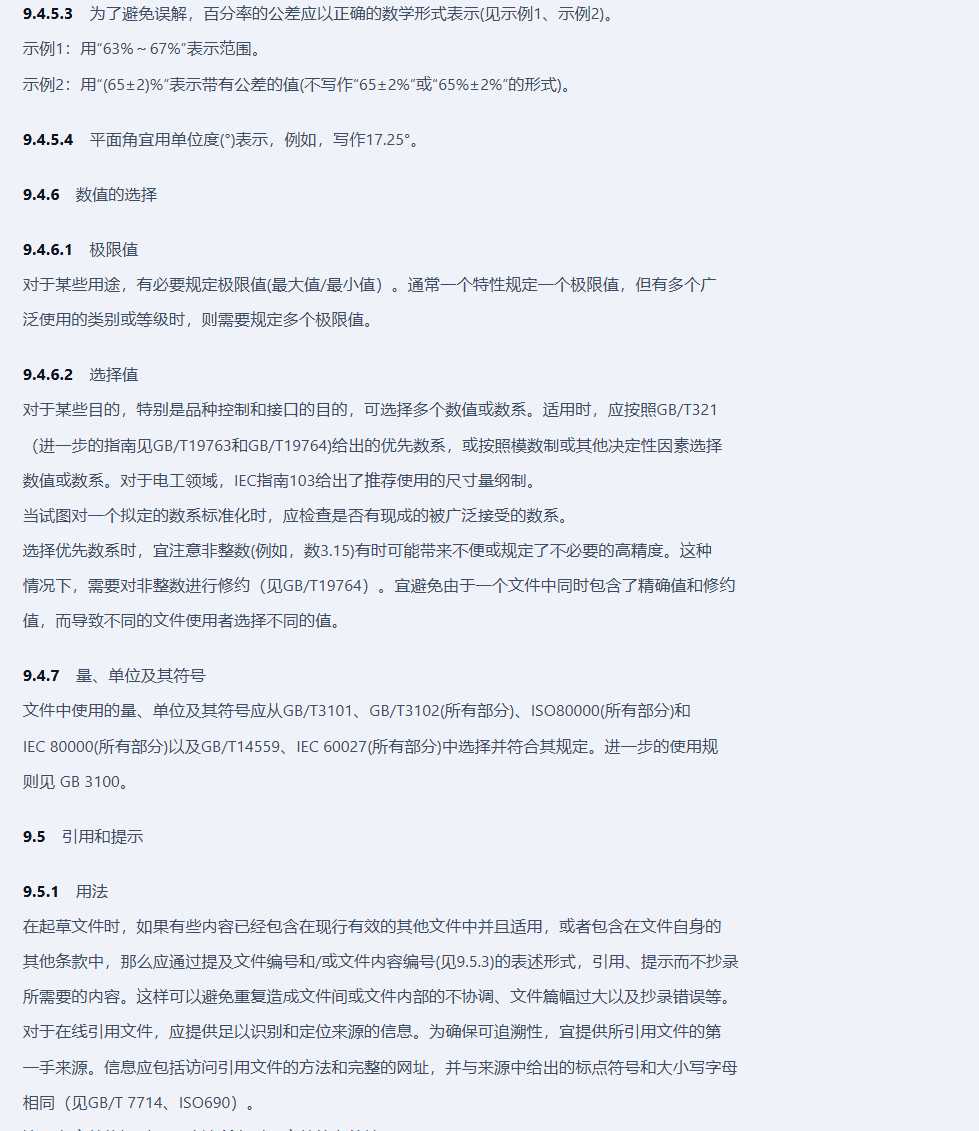 9.4.5.3 为了避免误解，百分率的公差应以正确的数学形式表示(见示例1、示例2)。
示例1：用“63%～67%”表示范围。
示例2：用“(65±2)%”表示带有公差的值(不写作“65±2%”或“65%±2%”的形式)。
9.4.5.4 平面角宜用单位度(°)表示，例如，写作17.25°。
9.4.6 数值的选择
9.4.6.1 极限值
对于某些用途，有必要规定极限值(最大值/最小值）。通常一个特性规定一个极限值，但有多个广
泛使用的类别或等级时，则需要规定多个极限值。
9.4.6.2 选择值
对于某些目的，特别是品种控制和接口的目的，可选择多个数值或数系。适用时，应按照GB/T321
（进一步的指南见GB/T19763和GB/T19764)给出的优先数系，或按照模数制或其他决定性因素选择
数值或数系。对于电工领域，IEC指南103给出了推荐使用的尺寸量纲制。
当试图对一个拟定的数系标准化时，应检查是否有现成的被广泛接受的数系。
选择优先数系时，宜注意非整数(例如，数3.15)有时可能带来不便或规定了不必要的高精度。这种
情况下，需要对非整数进行修约（见GB/T19764）。宜避免由于一个文件中同时包含了精确值和修约
值，而导致不同的文件使用者选择不同的值。
9.4.7 量、单位及其符号
文件中使用的量、单位及其符号应从GB/T3101、GB/T3102(所有部分)、ISO80000(所有部分)和
IEC 80000(所有部分)以及GB/T14559、IEC 60027(所有部分)中选择并符合其规定。进一步的使用规
则见 GB 3100。
9.5 引用和提示
9.5.1 用法
在起草文件时，如果有些内容已经包含在现行有效的其他文件中并且适用，或者包含在文件自身的
其他条款中，那么应通过提及文件编号和/或文件内容编号(见9.5.3)的表述形式，引用、提示而不抄录
所需要的内容。这样可以避免重复造成文件间或文件内部的不协调、文件篇幅过大以及抄录错误等。
对于在线引用文件，应提供足以识别和定位来源的信息。为确保可追溯性，宜提供所引用文件的第
一手来源。信息应包括访问引用文件的方法和完整的网址，并与来源中给出的标点符号和大小写字母
相同（见GB/T 7714、ISO690）。